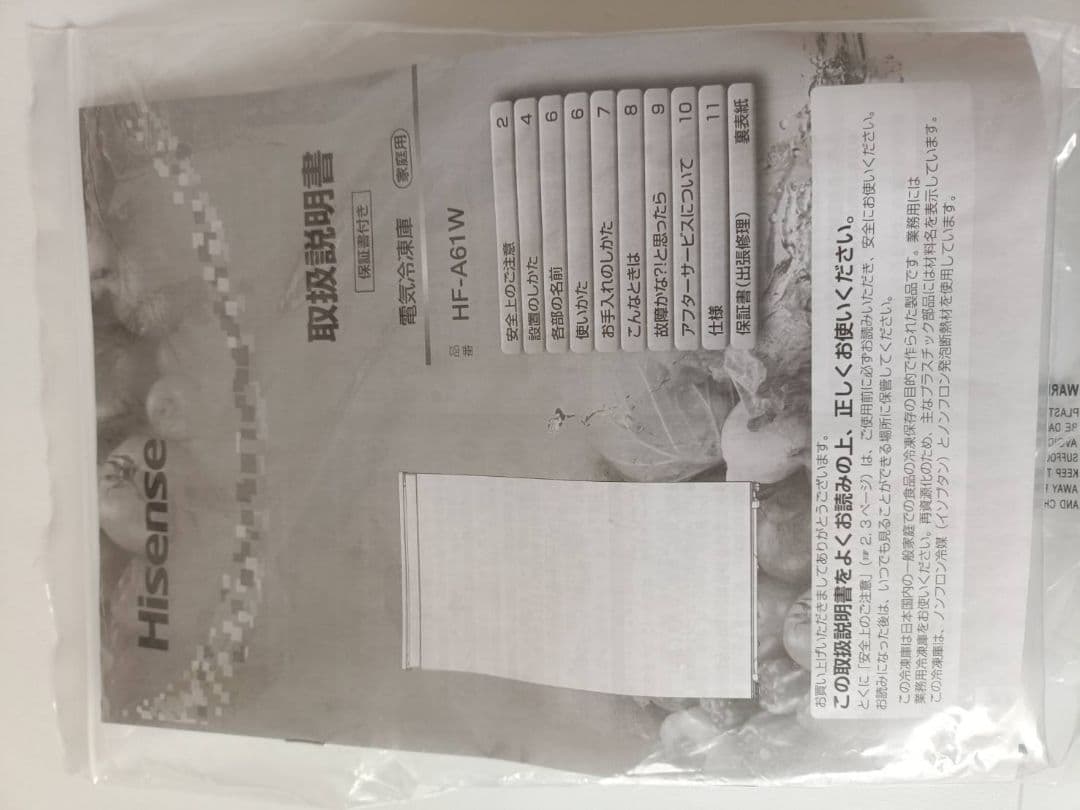 Hisense
取扱説明書
保証書付き
電気冷凍庫 家庭用
品番 HF-A61W
安全上のご注意 2
設置のしかた 4
各部の名前 6
使いかた 6
お手入れのしかた 7
こんなときは 8
故障かな?!と思ったら 9
アフターサービスについて 10
仕様 11
保証書(出張修理) 裏表紙
お買い上げいただきましてありがとうございます。
この取扱説明書をよくお読みの上、正しくお使いください。
とくに「安全上のご注意」(☞2,3ページ)は、ご使用前に必ずお読みいただき、安全にお使いください。
お読みになった後は、いつでも見ることができる場所に保管してください。
この冷凍庫は日本国内の一般家庭での食品の冷凍保存の目的で作られた製品です。業務用には
業務用冷凍庫をお使いください。再資源化のため、主なプラスチック部品には材料名を表示しています。
この冷凍庫は、ノンフロン冷媒(イソブタン)とノンフロン発泡断熱材を使用しています。
WAR
PLAST
BE DA
AVOID
SUFFO
KEEP T
AWAY
AND CH